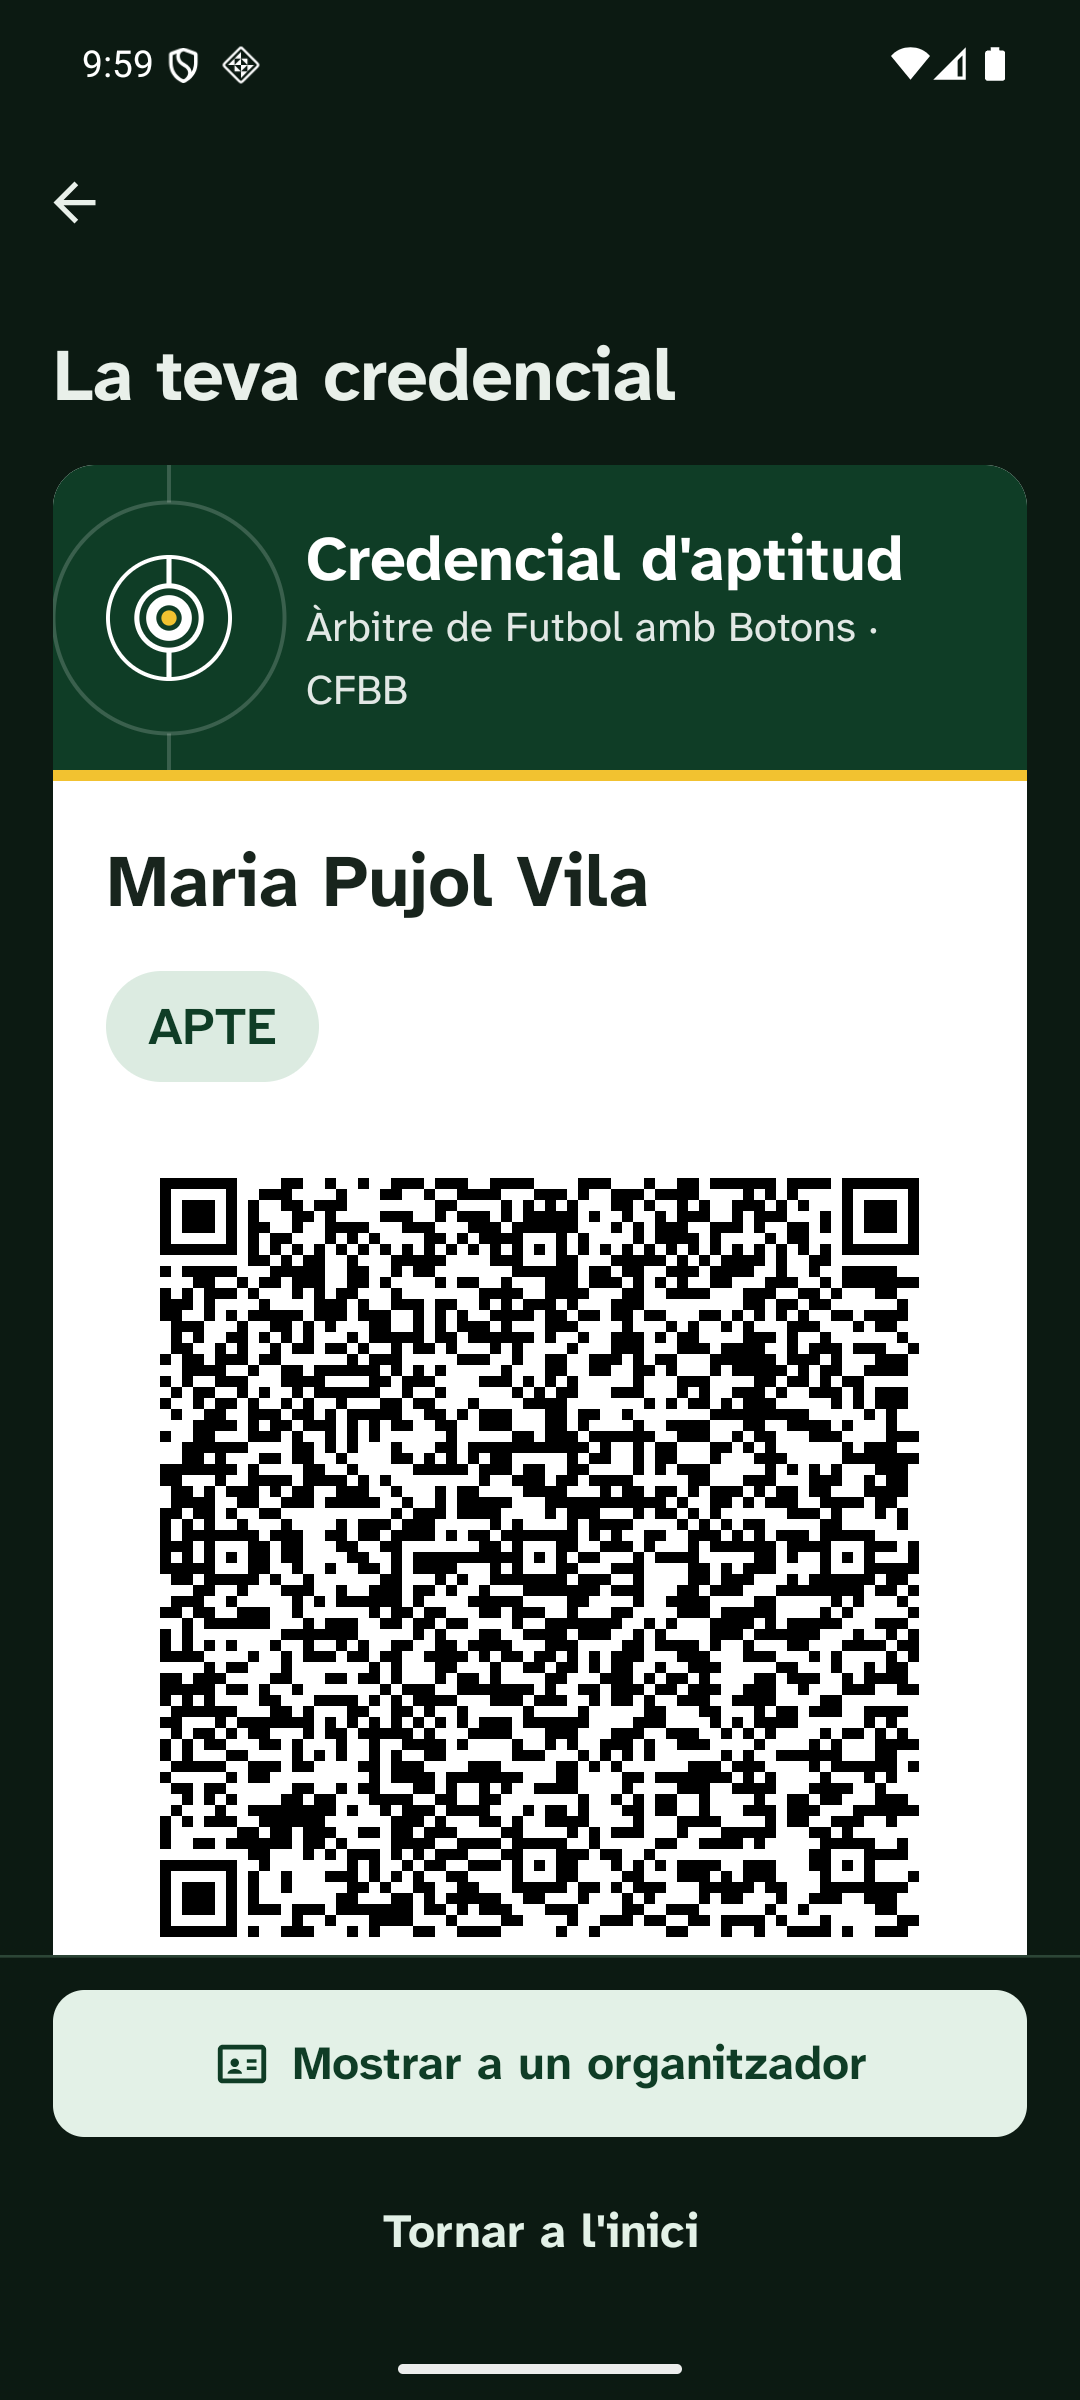 9:59
La teva credencial
Credencial d'aptitud
Àrbitre de Futbol amb Botons ·
CFBB
Maria Pujol Vila
APTE
Mostrar a un organitzador
Tornar a l'inici